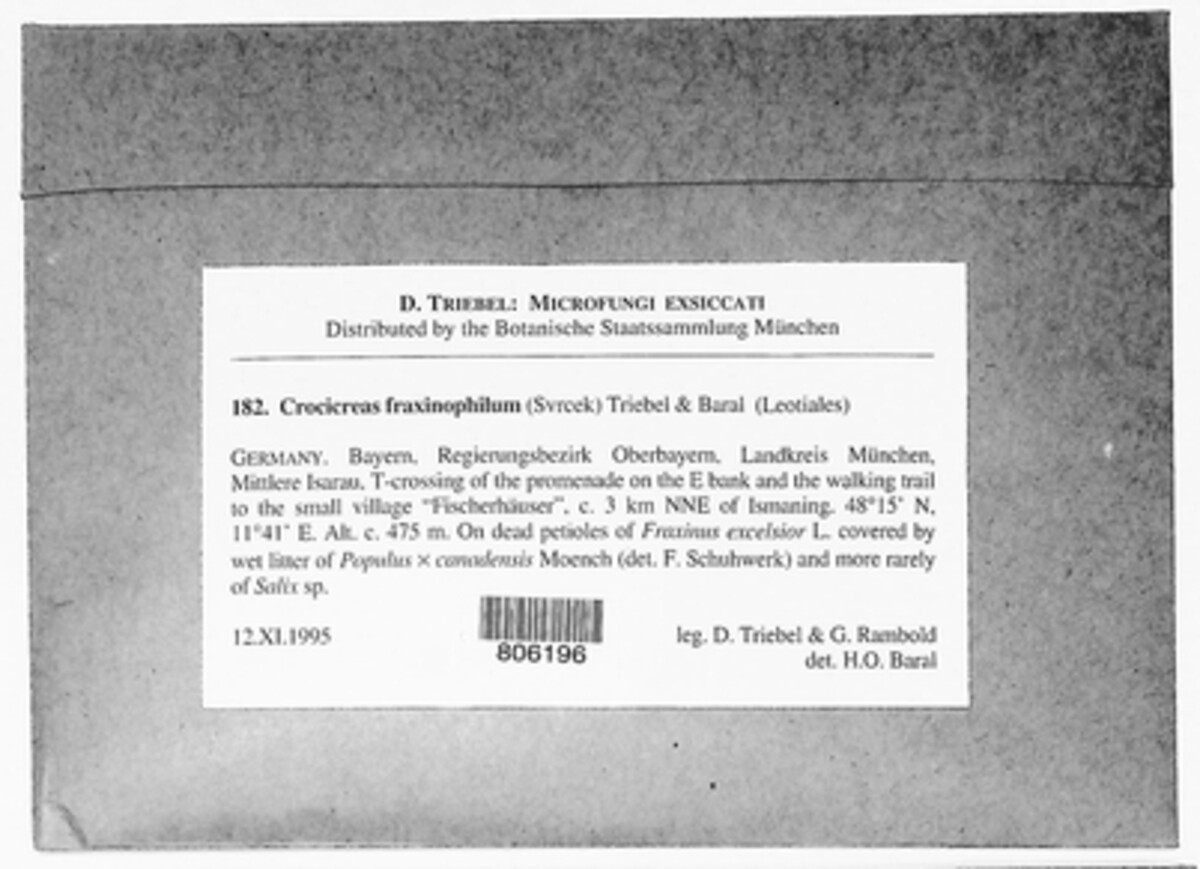 D. TRIEBEL: MICROFUNGI EXSICCATI
Distributed by the Botanische Staatssammlung München
182. Crocicreas fraxinophilum (Svrcek) Triebel & Baral (Leotiales)
GERMANY. Bayern, Regierungsbezirk Oberbayern, Landkreis München,
Mittlere Isarau. T-crossing of the promenade on the E bank and the walking trail
to the small village "Fischerhäuser", c. 3 km NNE of Ismaning. 48°15' N,
11°41' E. Alt. c. 475 m. On dead petioles of Fraxinus excelsior L. covered by
wet litter of Populus × canadensis Moench (det. F. Schuhwerk) and more rarely
of Salix sp.
12.XI.1995
806196
leg. D. Triebel & G. Rambold
det. H.O. Baral